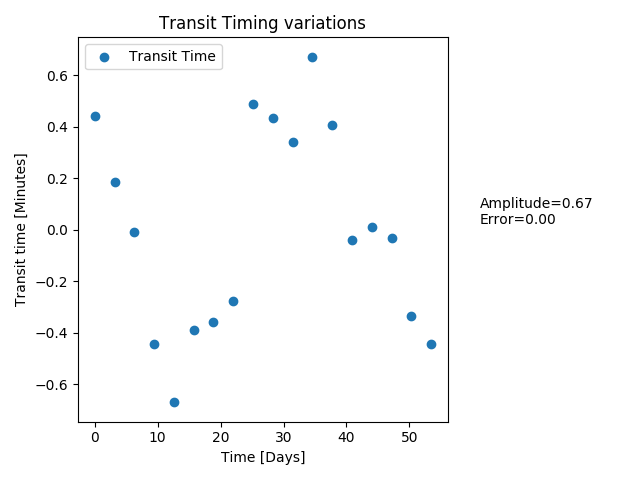 Transit Timing variations
Transit Time
0.6
0.4
0.2
0.0
−0.2
−0.4
−0.6
Transit time [Minutes]
0 10 20 30 40 50
Time [Days]
Amplitude=0.67
Error=0.00